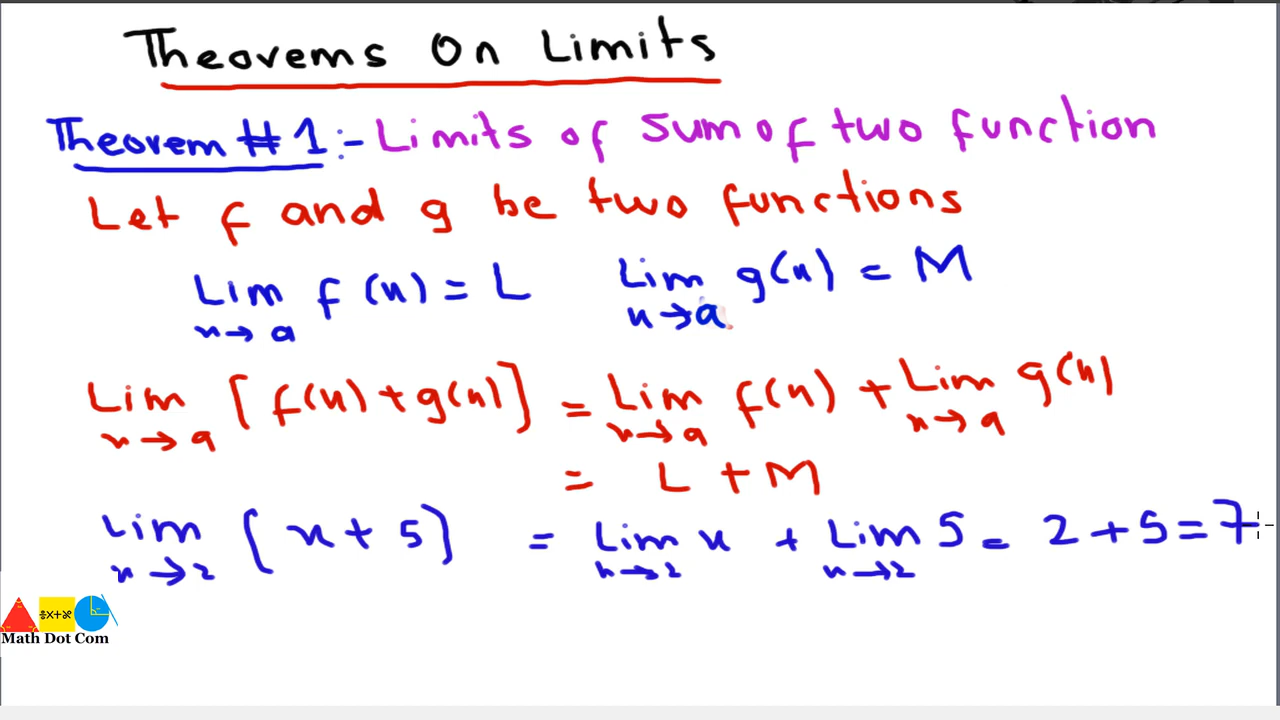 Theorems On Limits
Theorem # 1:- Limits of Sum of two function
Let f and g be two functions
Lim x→a f(x) = L Lim x→a g(x) = M
Lim x→a [f(x) + g(x)] = Lim x→a f(x) + Lim x→a g(x)
= L + M
Lim x→2 [x + 5] = Lim x→2 x + Lim x→2 5 = 2 + 5 = 7
÷x+%
Math Dot Com